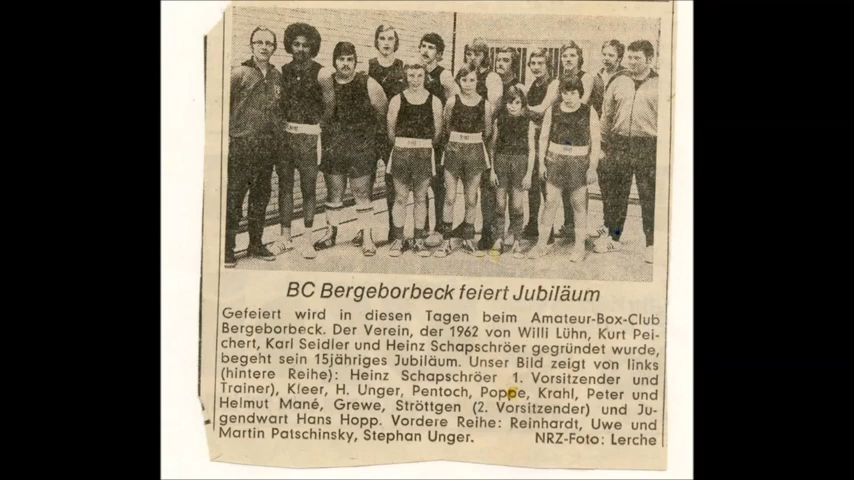 BC Bergeborbeck feiert Jubiläum
Gefeiert wird in diesen Tagen beim Amateur-Box-Club
Bergeborbeck. Der Verein, der 1962 von Willi Lühn, Kurt Pei-
chert, Karl Seidler und Heinz Schapschröer gegründet wurde,
begeht sein 15jähriges Jubiläum. Unser Bild zeigt von links
(hintere Reihe): Heinz Schapschröer 1. Vorsitzender und
Trainer), Kleer, H. Unger, Pentoch, Poppe, Krahl, Peter und
Helmut Mané, Grewe, Ströttgen (2. Vorsitzender) und Ju-
gendwart Hans Hopp. Vordere Reihe: Reinhardt, Uwe und
Martin Patschinsky, Stephan Unger. NRZ-Foto: Lerche